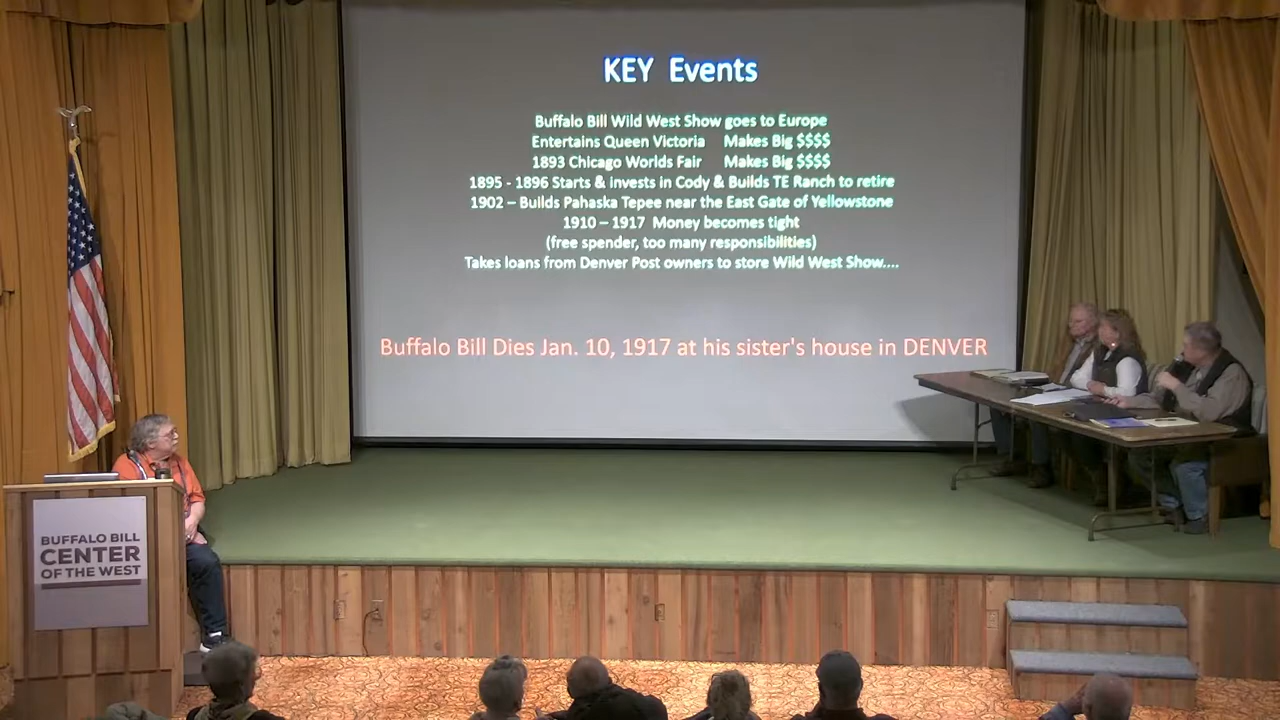 KEY Events
Buffalo Bill Wild West Show goes to Europe
Entertains Queen Victoria Makes Big $$$$
1893 Chicago Worlds Fair Makes Big $$$$
1895 - 1896 Starts & invests in Cody & Builds TE Ranch to retire
1902 – Builds Pahaska Tepee near the East Gate of Yellowstone
1910 – 1917 Money becomes tight
(free spender, too many responsibilities)
Takes loans from Denver Post owners to store Wild West Show....
Buffalo Bill Dies Jan. 10, 1917 at his sister's house in DENVER
BUFFALO BILL
CENTER
OF THE WEST